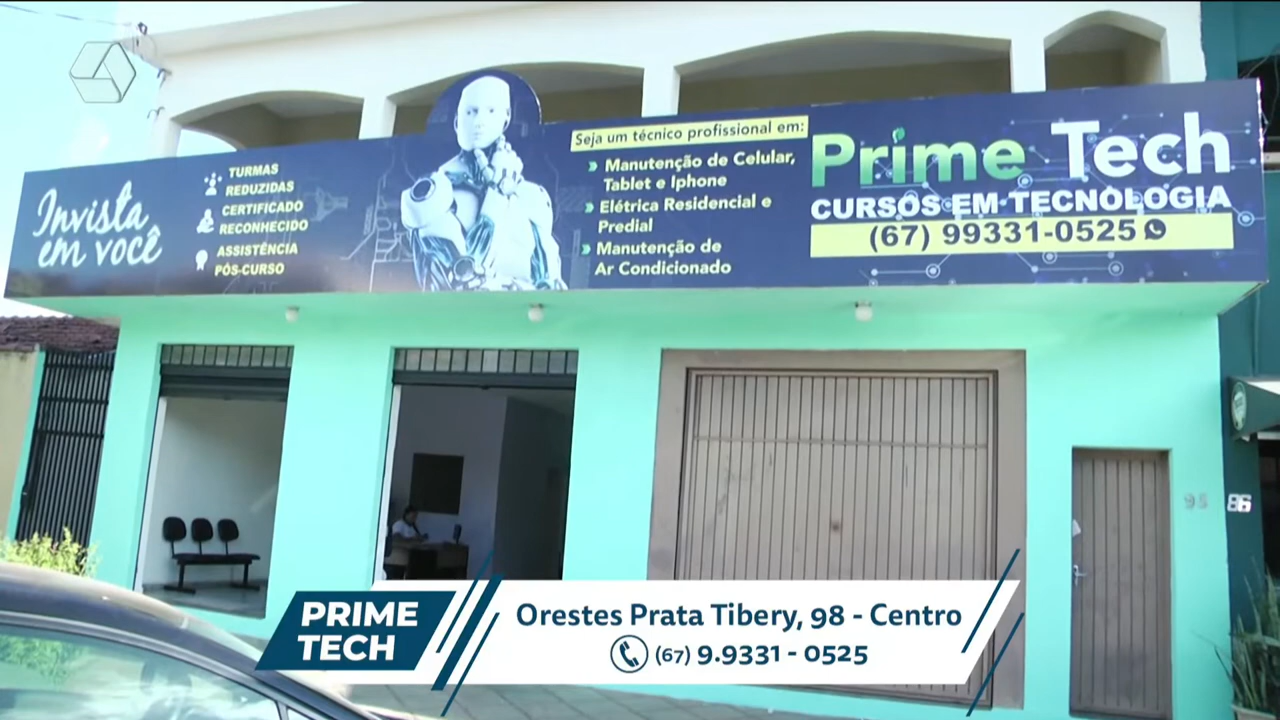 Invista
em você
TURMAS
REDUZIDAS
CERTIFICADO
RECONHECIDO
ASSISTÊNCIA
PÓS-CURSO
Seja um técnico profissional em:
Manutenção de Celular,
Tablet e Iphone
Elétrica Residencial e
Predial
Manutenção de
Ar Condicionado
Prime Tech
CURSOS EM TECNOLOGIA
(67) 99331-0525
86
PRIME
TECH
Orestes Prata Tibery, 98 - Centro
(67) 9.9331 - 0525